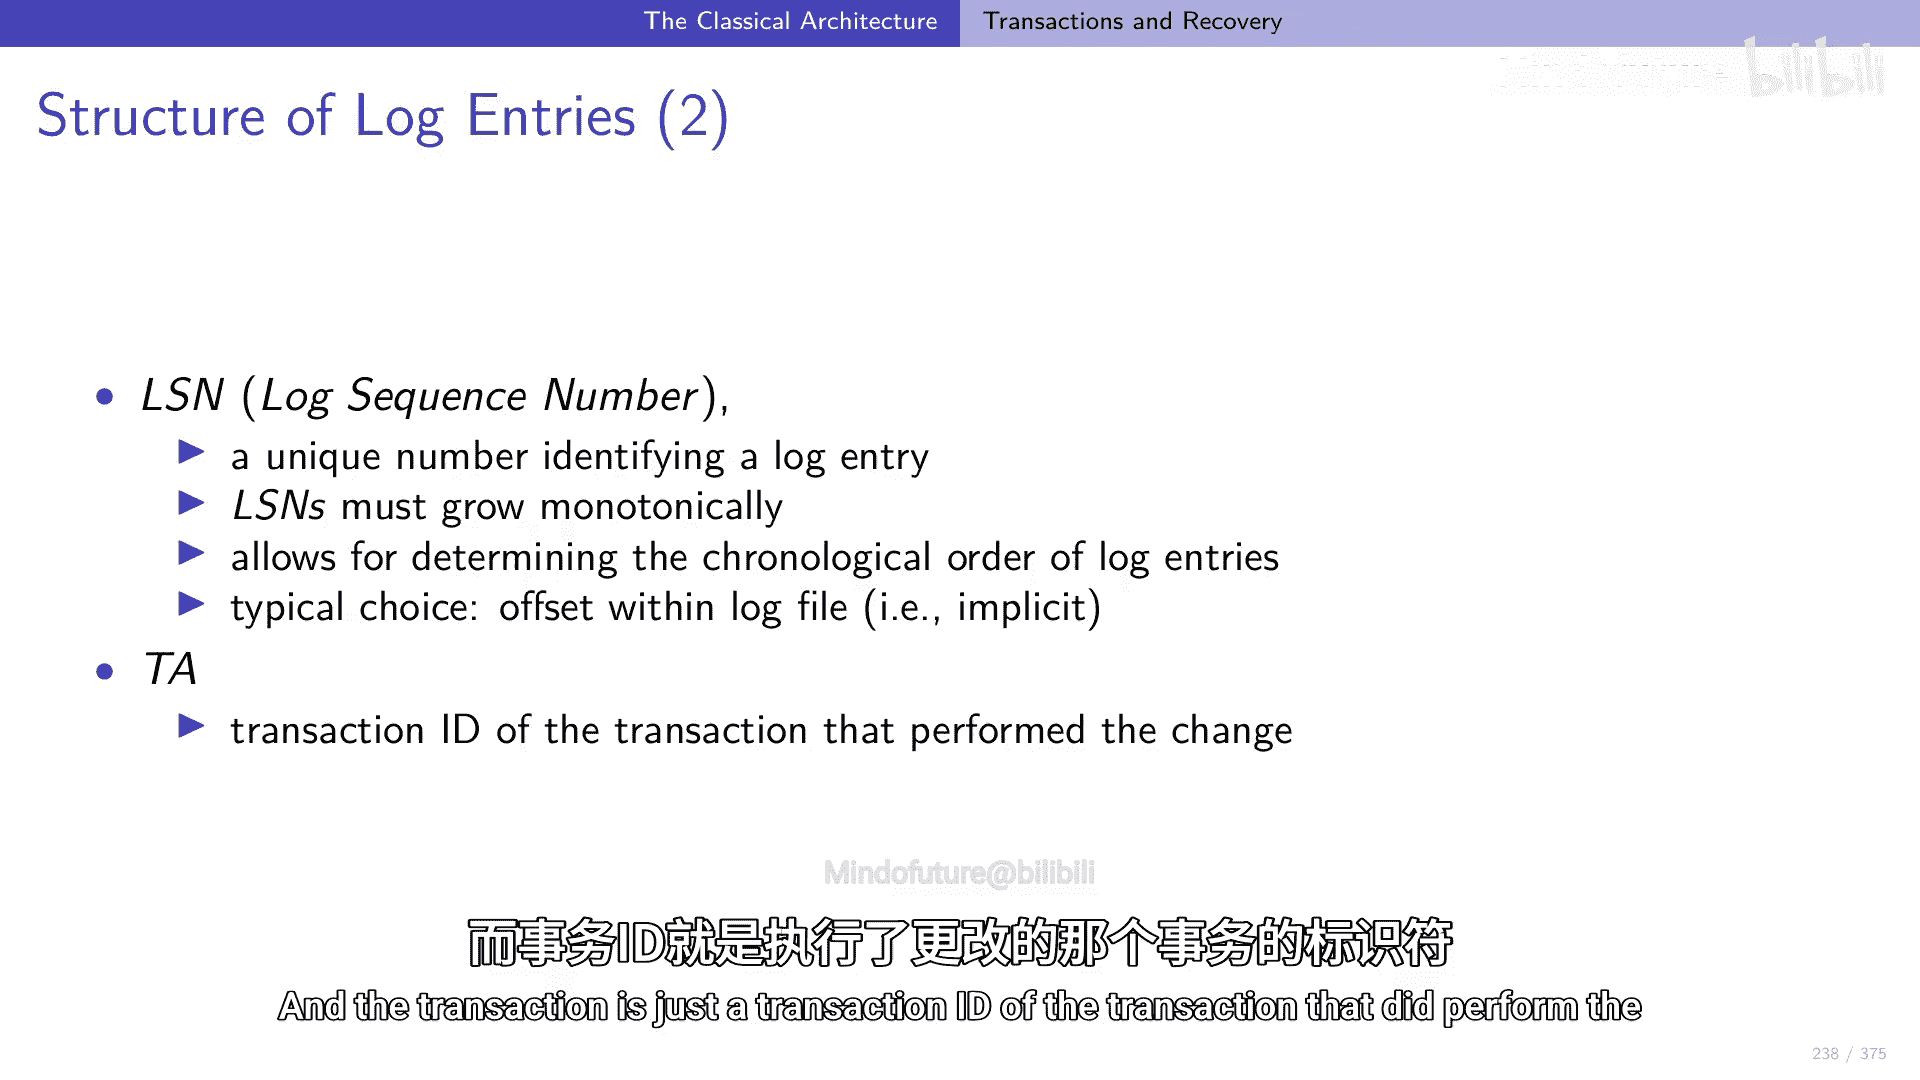 The Classical Architecture
Transactions and Recovery
bilibili
Structure of Log Entries (2)
• LSN (Log Sequence Number),
▶ a unique number identifying a log entry
▶ LSNs must grow monotonically
▶ allows for determining the chronological order of log entries
▶ typical choice: offset within log file (i.e., implicit)
• TA
▶ transaction ID of the transaction that performed the change
Mindofuture@bilibili
而事务ID就是执行了更改的那个事务的标识符
And the transaction is just a transaction ID of the transaction that did perform the
238 / 375